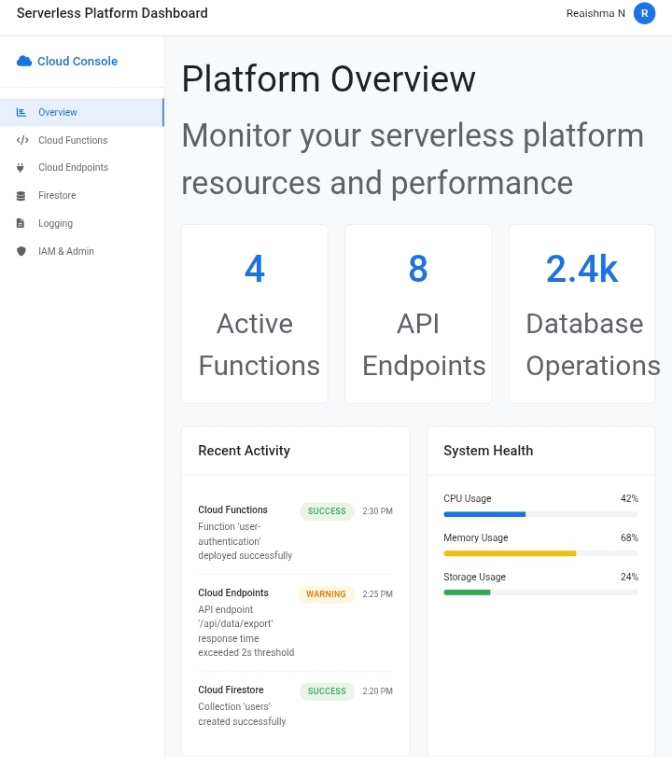 Serverless Platform Dashboard
Reaishma N
R
Cloud Console
Overview
Cloud Functions
Cloud Endpoints
Firestore
Logging
IAM & Admin
Platform Overview
Monitor your serverless platform
resources and performance
4
Active
Functions
8
API
Endpoints
2.4k
Database
Operations
Recent Activity
Cloud Functions
SUCCESS
2:30 PM
Function 'user-
authentication'
deployed successfully
Cloud Endpoints
WARNING
2:25 PM
API endpoint
'/api/data/export'
response time
exceeded 2s threshold
Cloud Firestore
SUCCESS
2:20 PM
Collection 'users'
created successfully
System Health
CPU Usage
42%
Memory Usage
68%
Storage Usage
24%